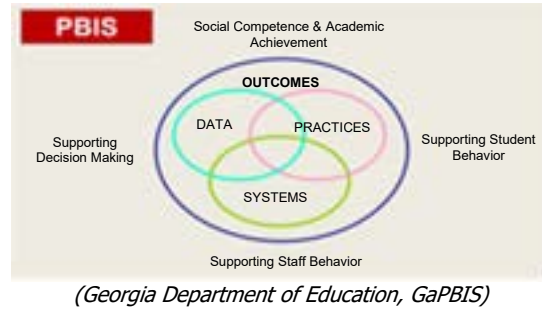 PBIS
Social Competence & Academic
Achievement
OUTCOMES
DATA
PRACTICES
Supporting
Decision Making
Supporting Student
Behavior
SYSTEMS
Supporting Staff Behavior
(Georgia Department of Education, GaPBIS)